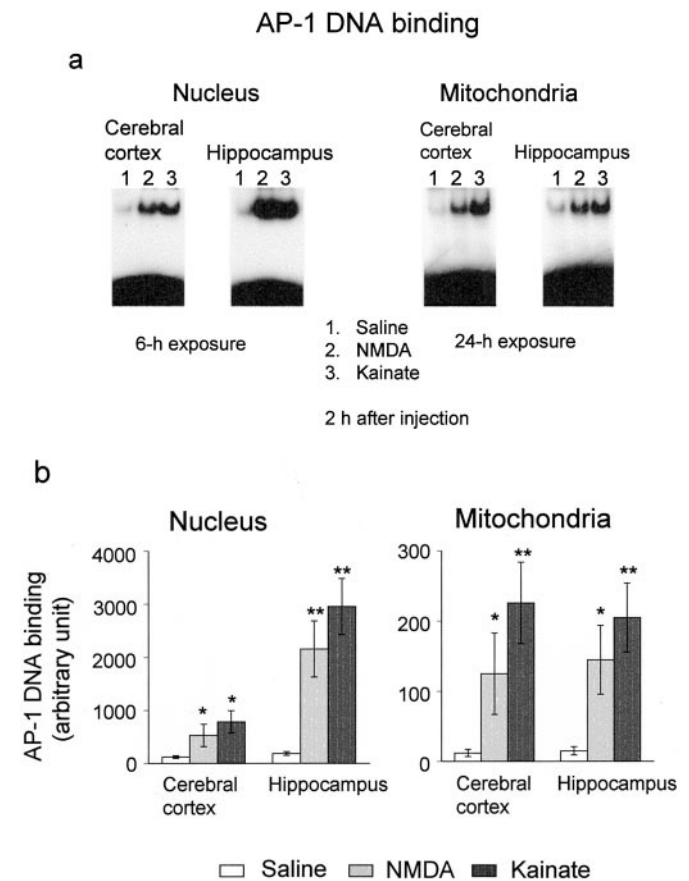 AP-1 DNA binding
a
Nucleus
Mitochondria
Cerebral
cortex
Hippocampus
1 2 3
1 2 3
Cerebral
cortex
Hippocampus
1 2 3
1 2 3
6-h exposure
1. Saline
2. NMDA
3. Kainate
24-h exposure
2 h after injection
b
Nucleus
Mitochondria
AP-1 DNA binding
(arbitrary unit)
4000
3000
2000
1000
0
* * ** **
Cerebral
cortex
Hippocampus
300
200
100
0
* ** * **
Cerebral
cortex
Hippocampus
Saline NMDA Kainate